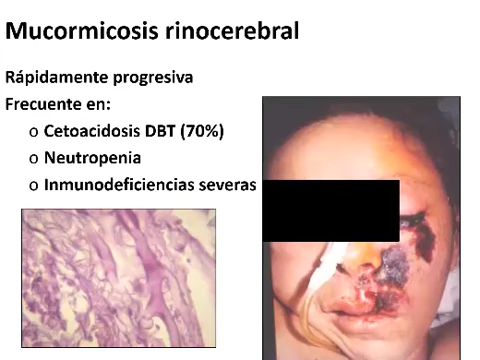 Mucormicosis rinocerebral
Rápidamente progresiva
Frecuente en:
o Cetoacidosis DBT (70%)
o Neutropenia
o Inmunodeficiencias severas